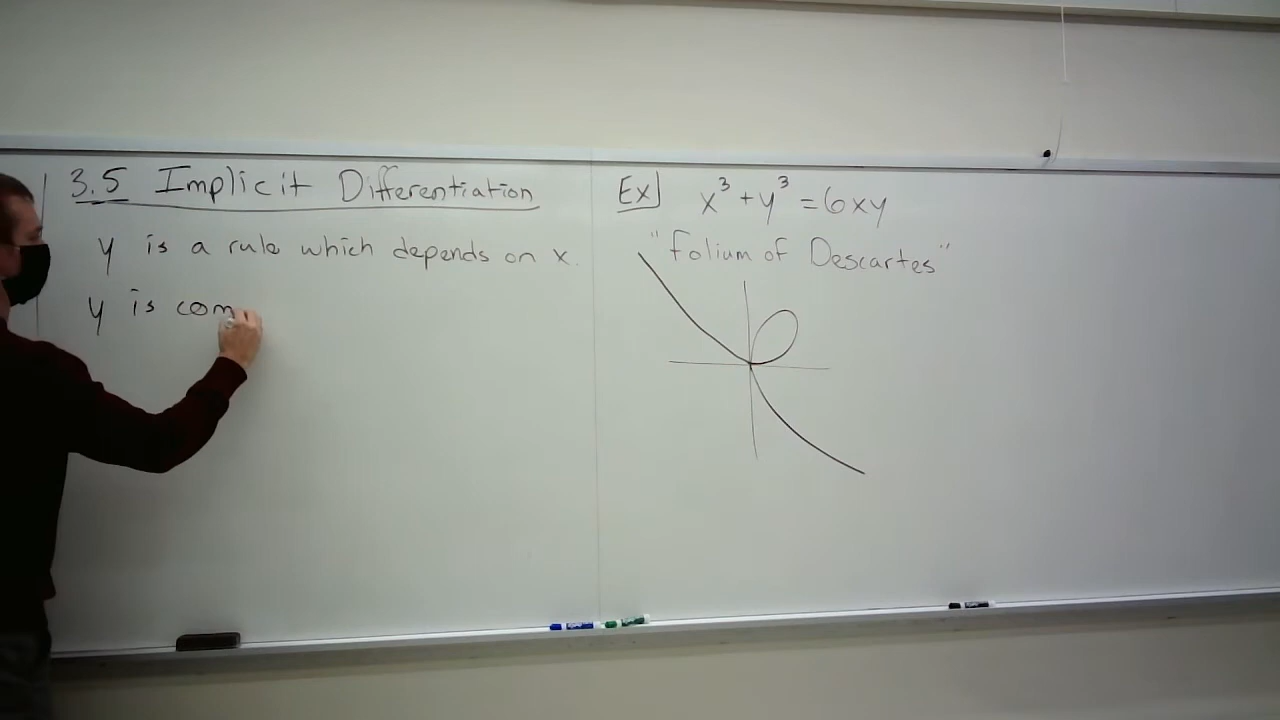 3.5 Implicit Differentiation
y is a rule which depends on x.
y is com
Ex] x³ + y³ = 6xy
"Folium of Descartes"